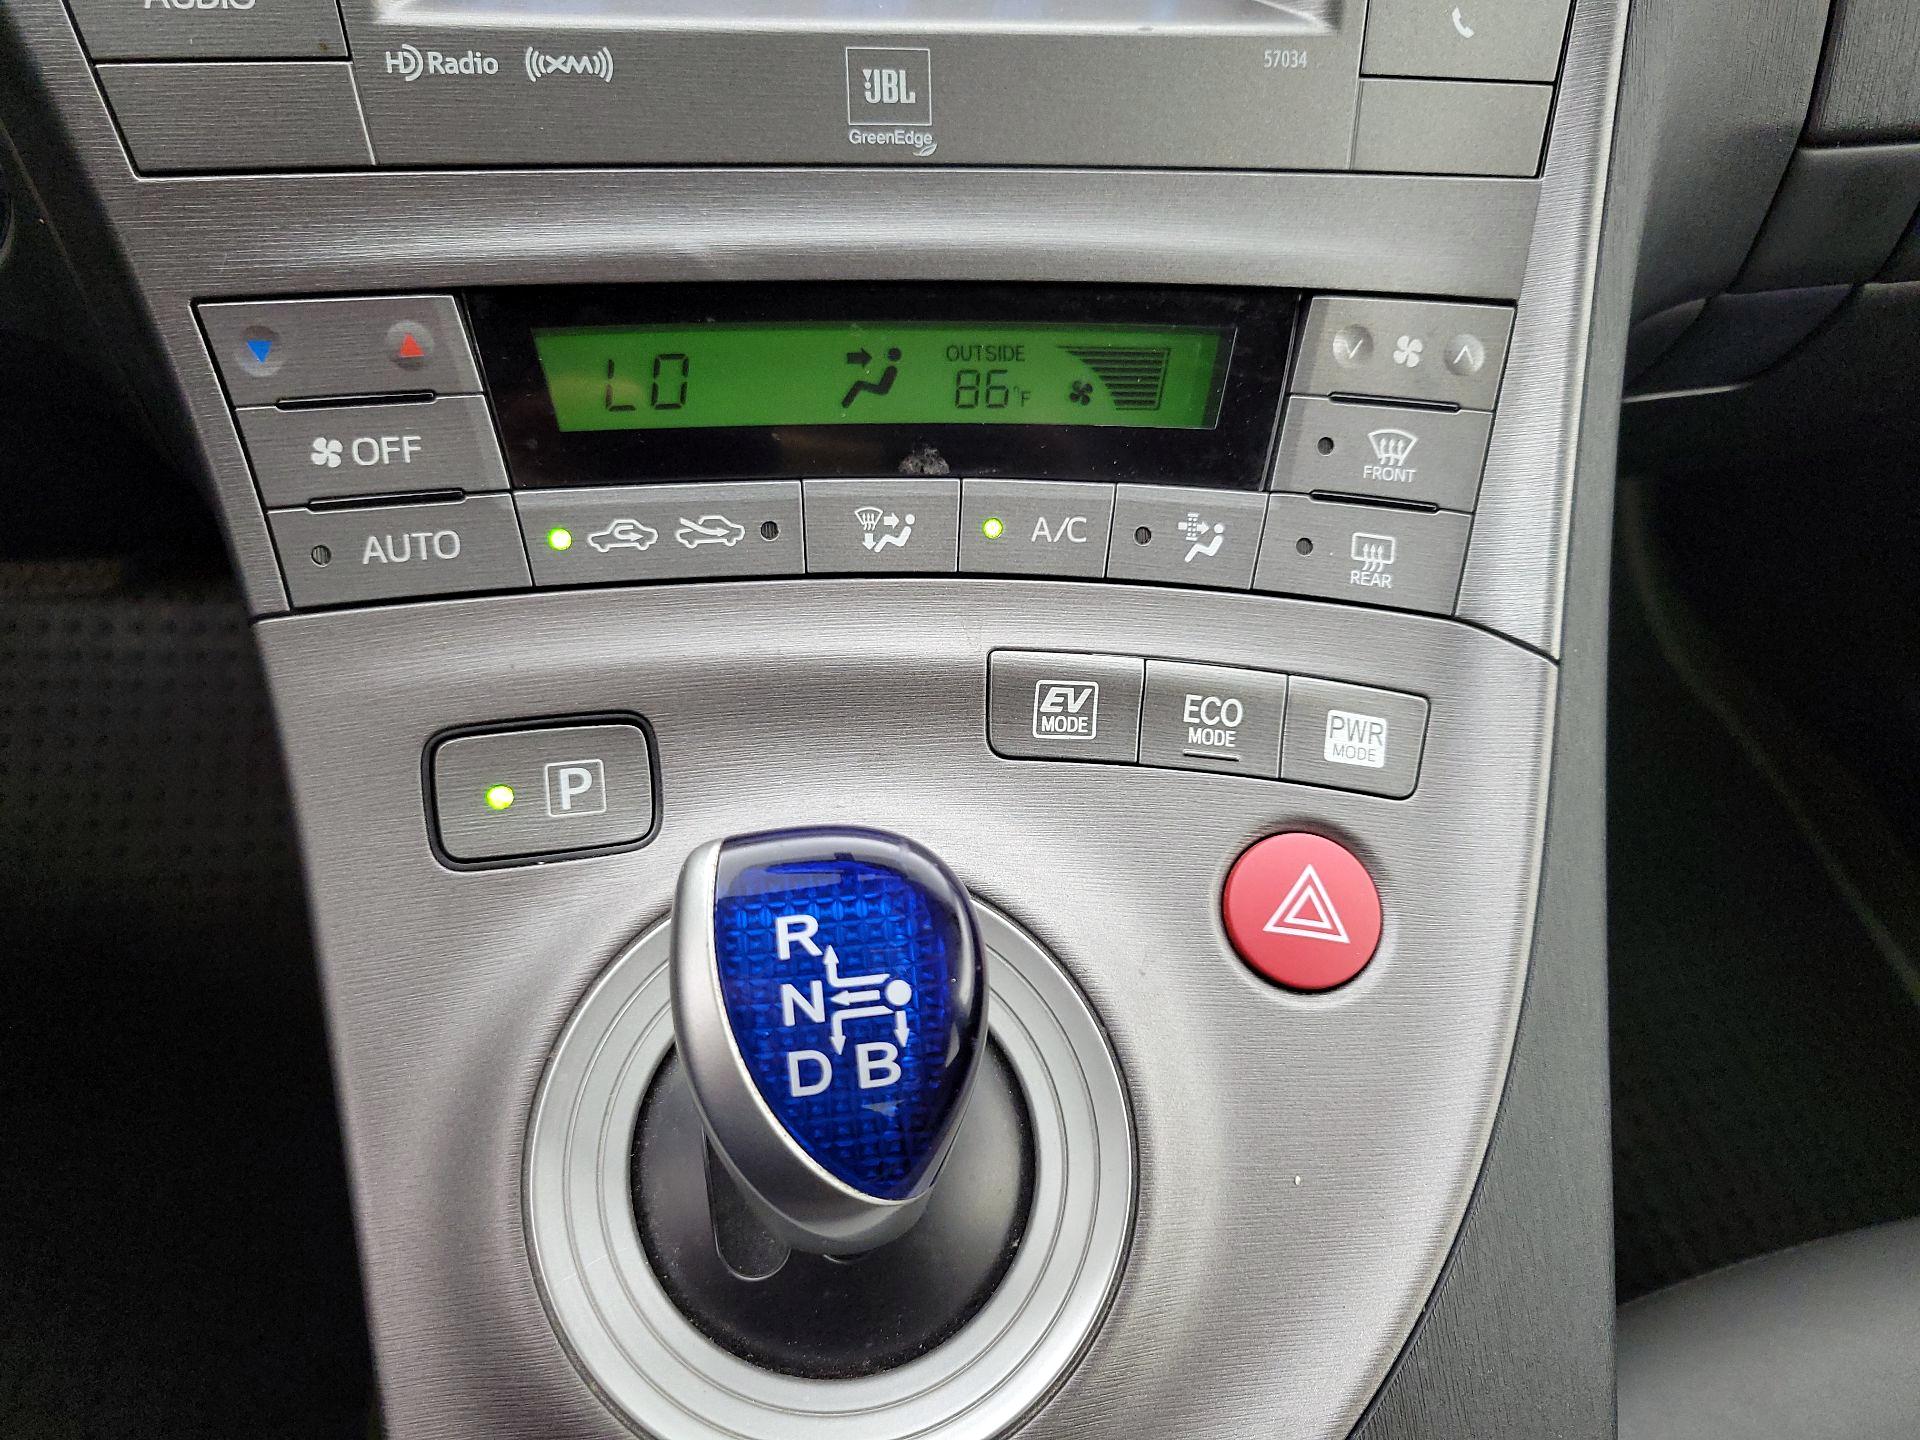 AUDIO
HD Radio ((XM))
JBL
GreenEdge
57034
LO
OUTSIDE
86°F
OFF
FRONT
AUTO
A/C
REAR
EV
MODE
ECO
MODE
PWR
MODE
P
R
N
D B